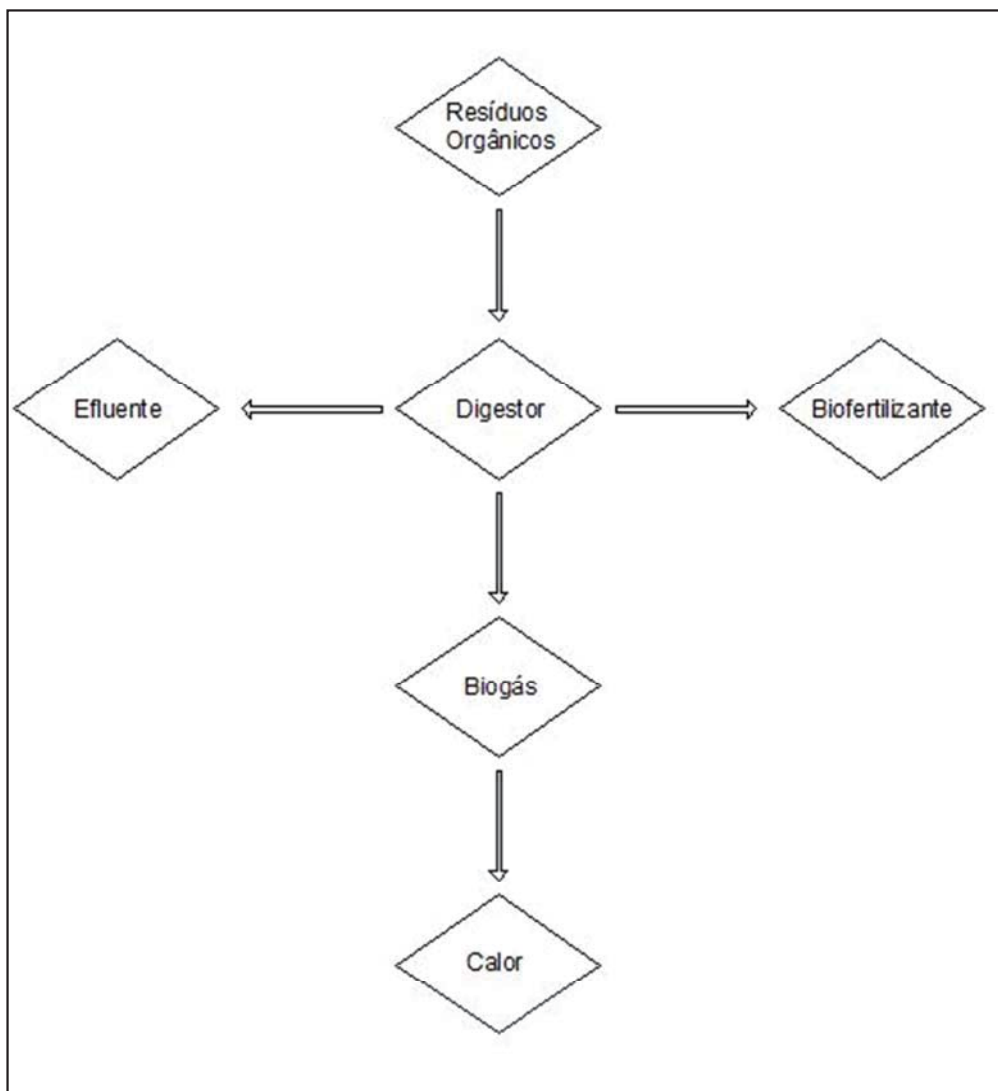 Resíduos
Orgânicos
Efluente
Digestor
Biofertilizante
Biogás
Calor